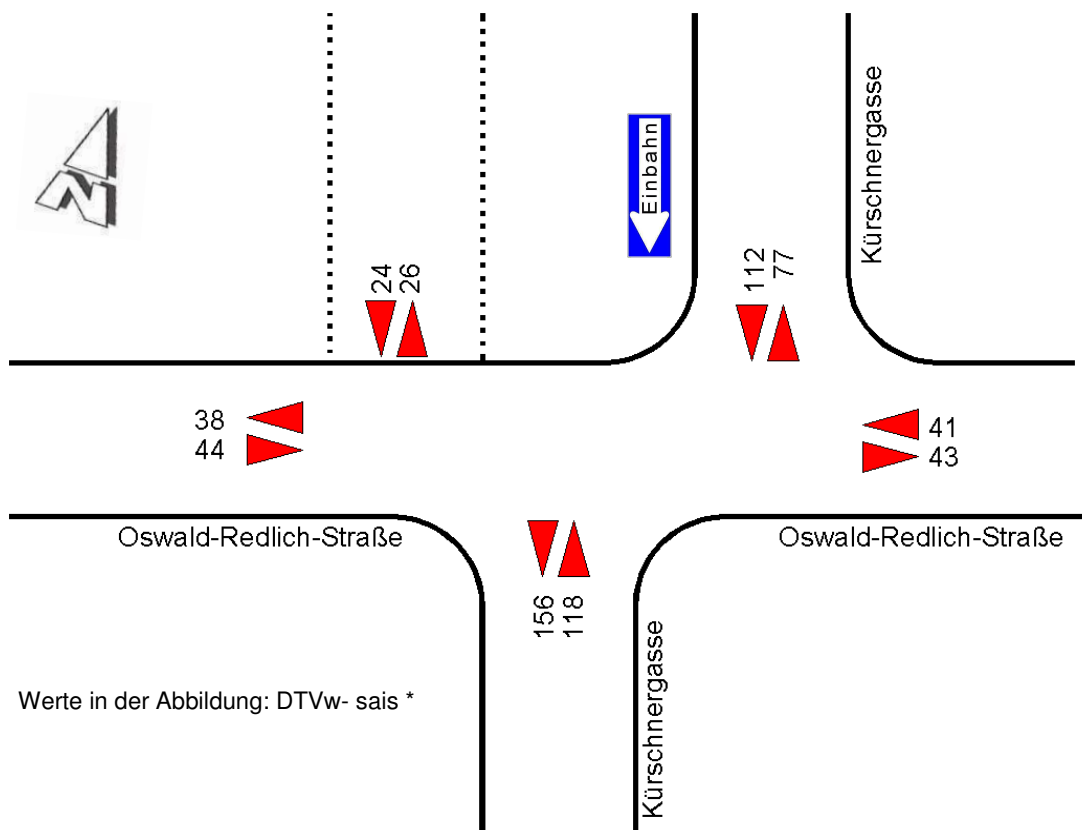 N
Einbahn
Kürschnergasse
24
26
112
77
38
44
41
43
Oswald-Redlich-Straße
Oswald-Redlich-Straße
156
118
Kürschnergasse
Werte in der Abbildung: DTVw- sais *